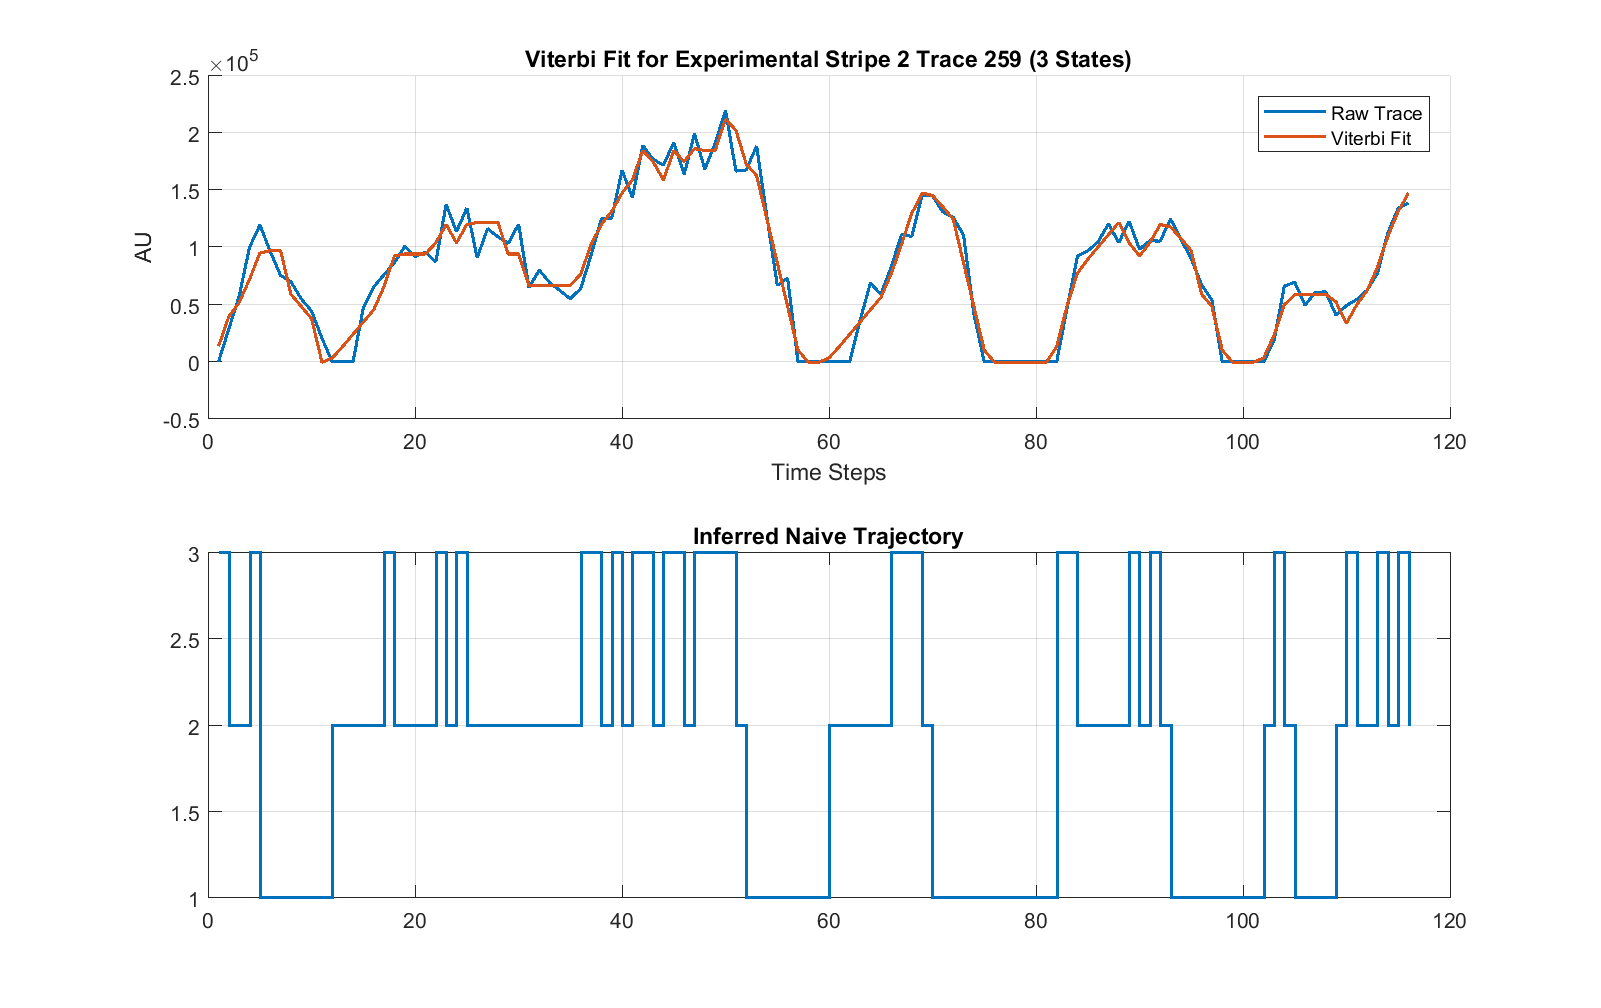 Viterbi Fit for Experimental Stripe 2 Trace 259 (3 States)
×10^5
2.5
2
1.5
1
0.5
0
-0.5
AU
Raw Trace
Viterbi Fit
0 20 40 60 80 100 120
Time Steps
Inferred Naive Trajectory
3
2.5
2
1.5
1
0 20 40 60 80 100 120